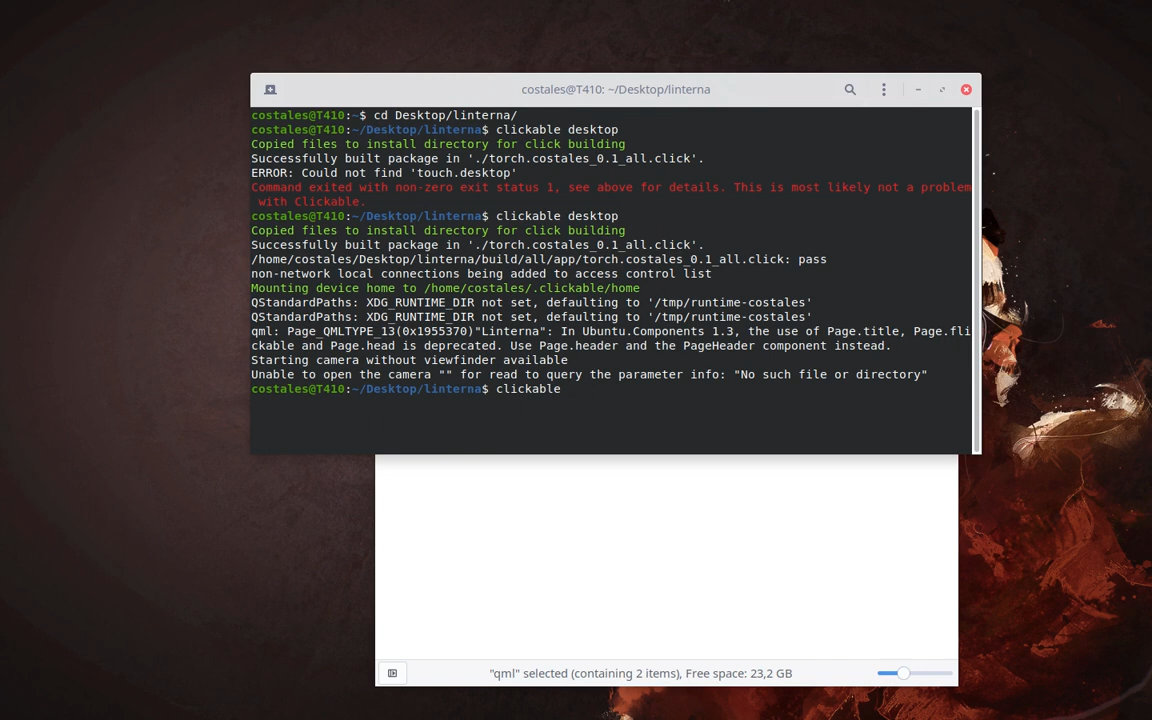 costales@T410: ~/Desktop/linterna
costales@T410:~$ cd Desktop/linterna/
costales@T410:~/Desktop/linterna$ clickable desktop
Copied files to install directory for click building
Successfully built package in './torch.costales_0.1_all.click'.
ERROR: Could not find 'touch.desktop'
Command exited with non-zero exit status 1, see above for details. This is most likely not a problem
 with Clickable.
costales@T410:~/Desktop/linterna$ clickable desktop
Copied files to install directory for click building
Successfully built package in './torch.costales_0.1_all.click'.
/home/costales/Desktop/linterna/build/all/app/torch.costales_0.1_all.click: pass
non-network local connections being added to access control list
Mounting device home to /home/costales/.clickable/home
QStandardPaths: XDG_RUNTIME_DIR not set, defaulting to '/tmp/runtime-costales'
QStandardPaths: XDG_RUNTIME_DIR not set, defaulting to '/tmp/runtime-costales'
qml: Page_QMLTYPE_13(0x1955370)"Linterna": In Ubuntu.Components 1.3, the use of Page.title, Page.fli
ckable and Page.head is deprecated. Use Page.header and the PageHeader component instead.
Starting camera without viewfinder available
Unable to open the camera "" for read to query the parameter info: "No such file or directory"
costales@T410:~/Desktop/linterna$ clickable
"qml" selected (containing 2 items), Free space: 23,2 GB